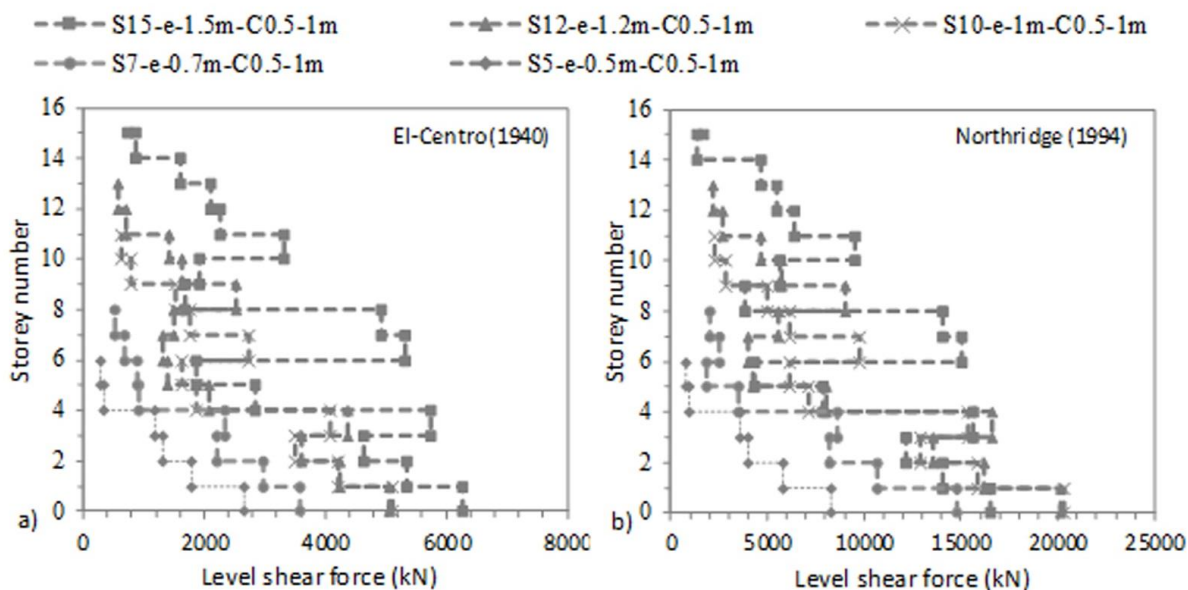 S15-e-1.5m-C0.5-1m S12-e-1.2m-C0.5-1m S10-e-1m-C0.5-1m
S7-e-0.7m-C0.5-1m S5-e-0.5m-C0.5-1m
16
14
12
10
8
6
4
2
0
Storey number
El-Centro(1940)
a)
0 2000 4000 6000 8000
Level shear force (kN)
16
14
12
10
8
6
4
2
0
Storey number
Northridge (1994)
b)
0 5000 10000 15000 20000 25000
Level shear force (kN)